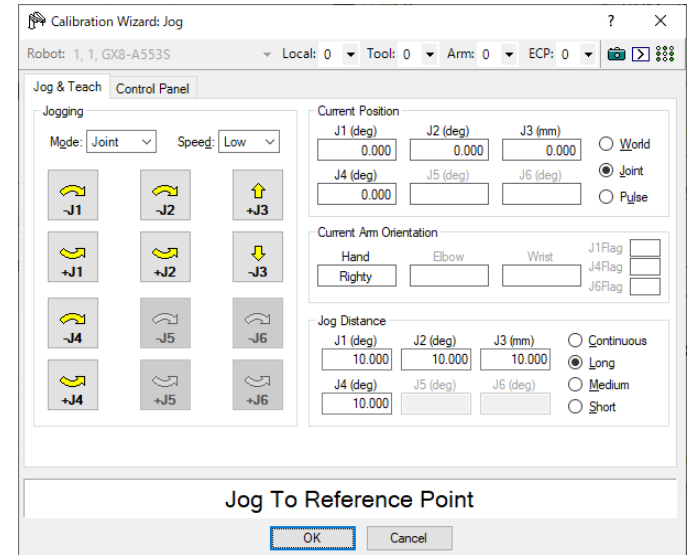 Calibration Wizard: Jog ? ×
Robot: 1, 1, GX8-A553S Local: 0 Tool: 0 Arm: 0 ECP: 0
Jog & Teach Control Panel
Jogging
Mode: Joint Speed: Low
-J1 -J2 +J3
+J1 +J2 -J3
-J4 -J5 -J6
+J4 +J5 +J6
Current Position
J1 (deg) J2 (deg) J3 (mm)
0.000 0.000 0.000
J4 (deg) J5 (deg) J6 (deg)
0.000
World
Joint
Pulse
Current Arm Orientation
Hand Elbow Wrist
Righty
J1Flag
J4Flag
J6Flag
Jog Distance
J1 (deg) J2 (deg) J3 (mm)
10.000 10.000 10.000
J4 (deg) J5 (deg) J6 (deg)
10.000
Continuous
Long
Medium
Short
Jog To Reference Point
OK Cancel